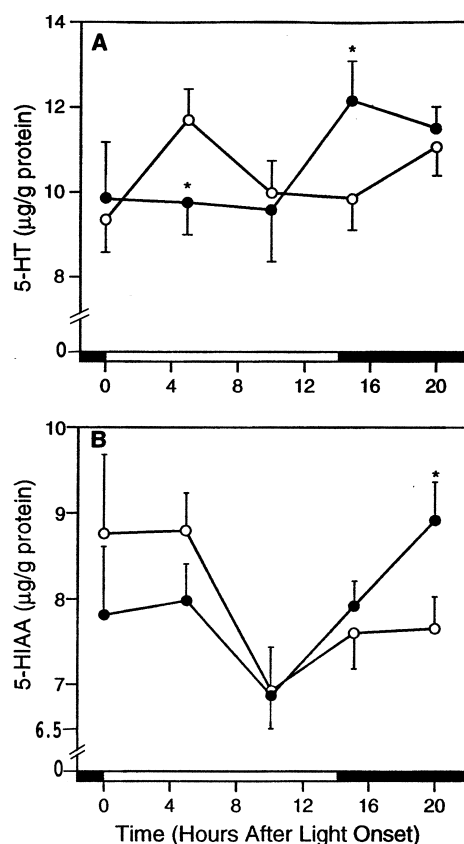 14
A
*
12
*
10
8
0
5-HT (μg/g protein)
0 4 8 12 16 20
10
B
*
9
8
7
6.5
0
5-HIAA (μg/g protein)
0 4 8 12 16 20
Time (Hours After Light Onset)